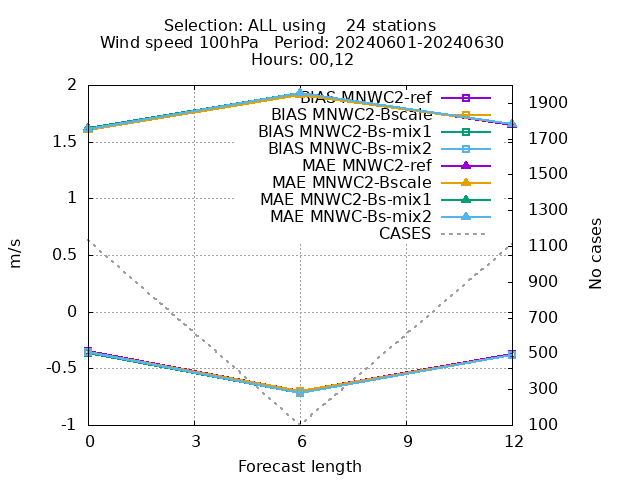 Selection: ALL using 24 stations
Wind speed 100hPa Period: 20240601-20240630
Hours: 00,12
BIAS MNWC2-ref
BIAS MNWC2-Bscale
BIAS MNWC2-Bs-mix1
BIAS MNWC-Bs-mix2
MAE MNWC2-ref
MAE MNWC2-Bscale
MAE MNWC2-Bs-mix1
MAE MNWC-Bs-mix2
CASES
2
1.5
1
0.5
0
-0.5
-1
m/s
1900
1700
1500
1300
1100
900
700
500
300
100
No cases
0 3 6 9 12
Forecast length